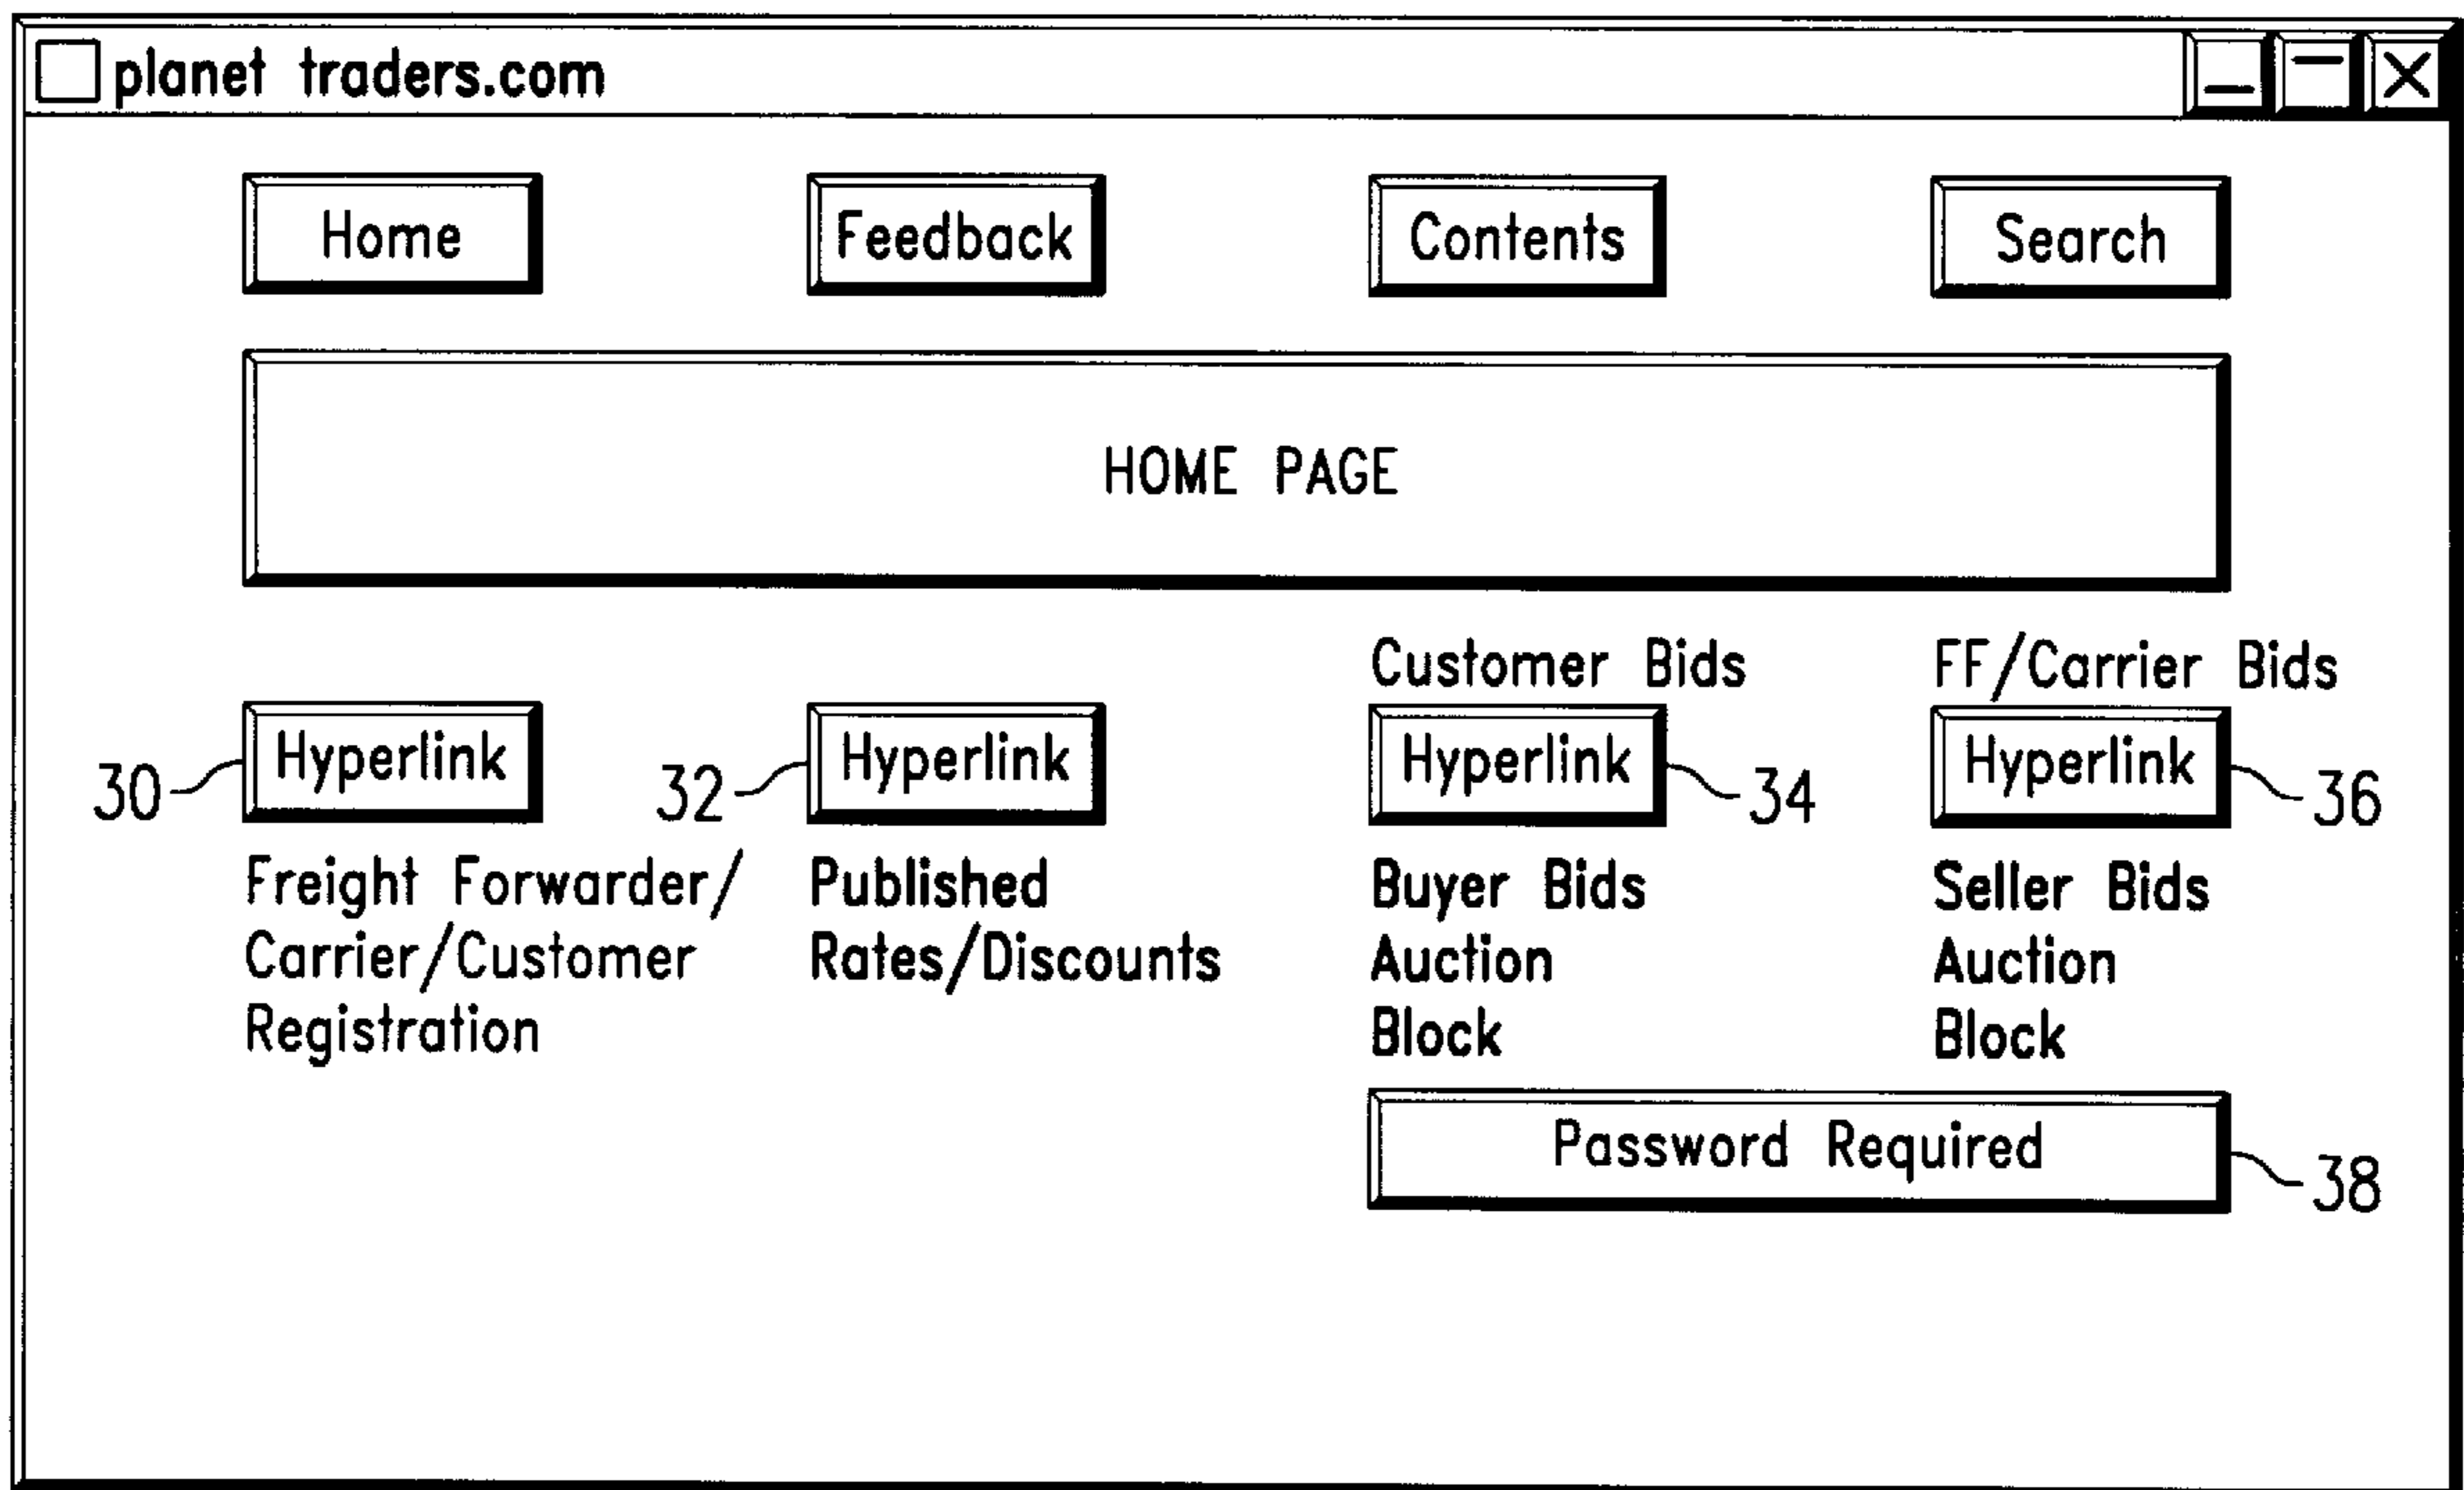 planet traders.com
Home
Feedback
Contents
Search
HOME PAGE
Customer Bids
FF/Carrier Bids
30
Hyperlink
32
Hyperlink
Hyperlink
34
Hyperlink
36
Freight Forwarder/
Carrier/Customer
Registration
Published
Rates/Discounts
Buyer Bids
Auction
Block
Seller Bids
Auction
Block
Password Required
38